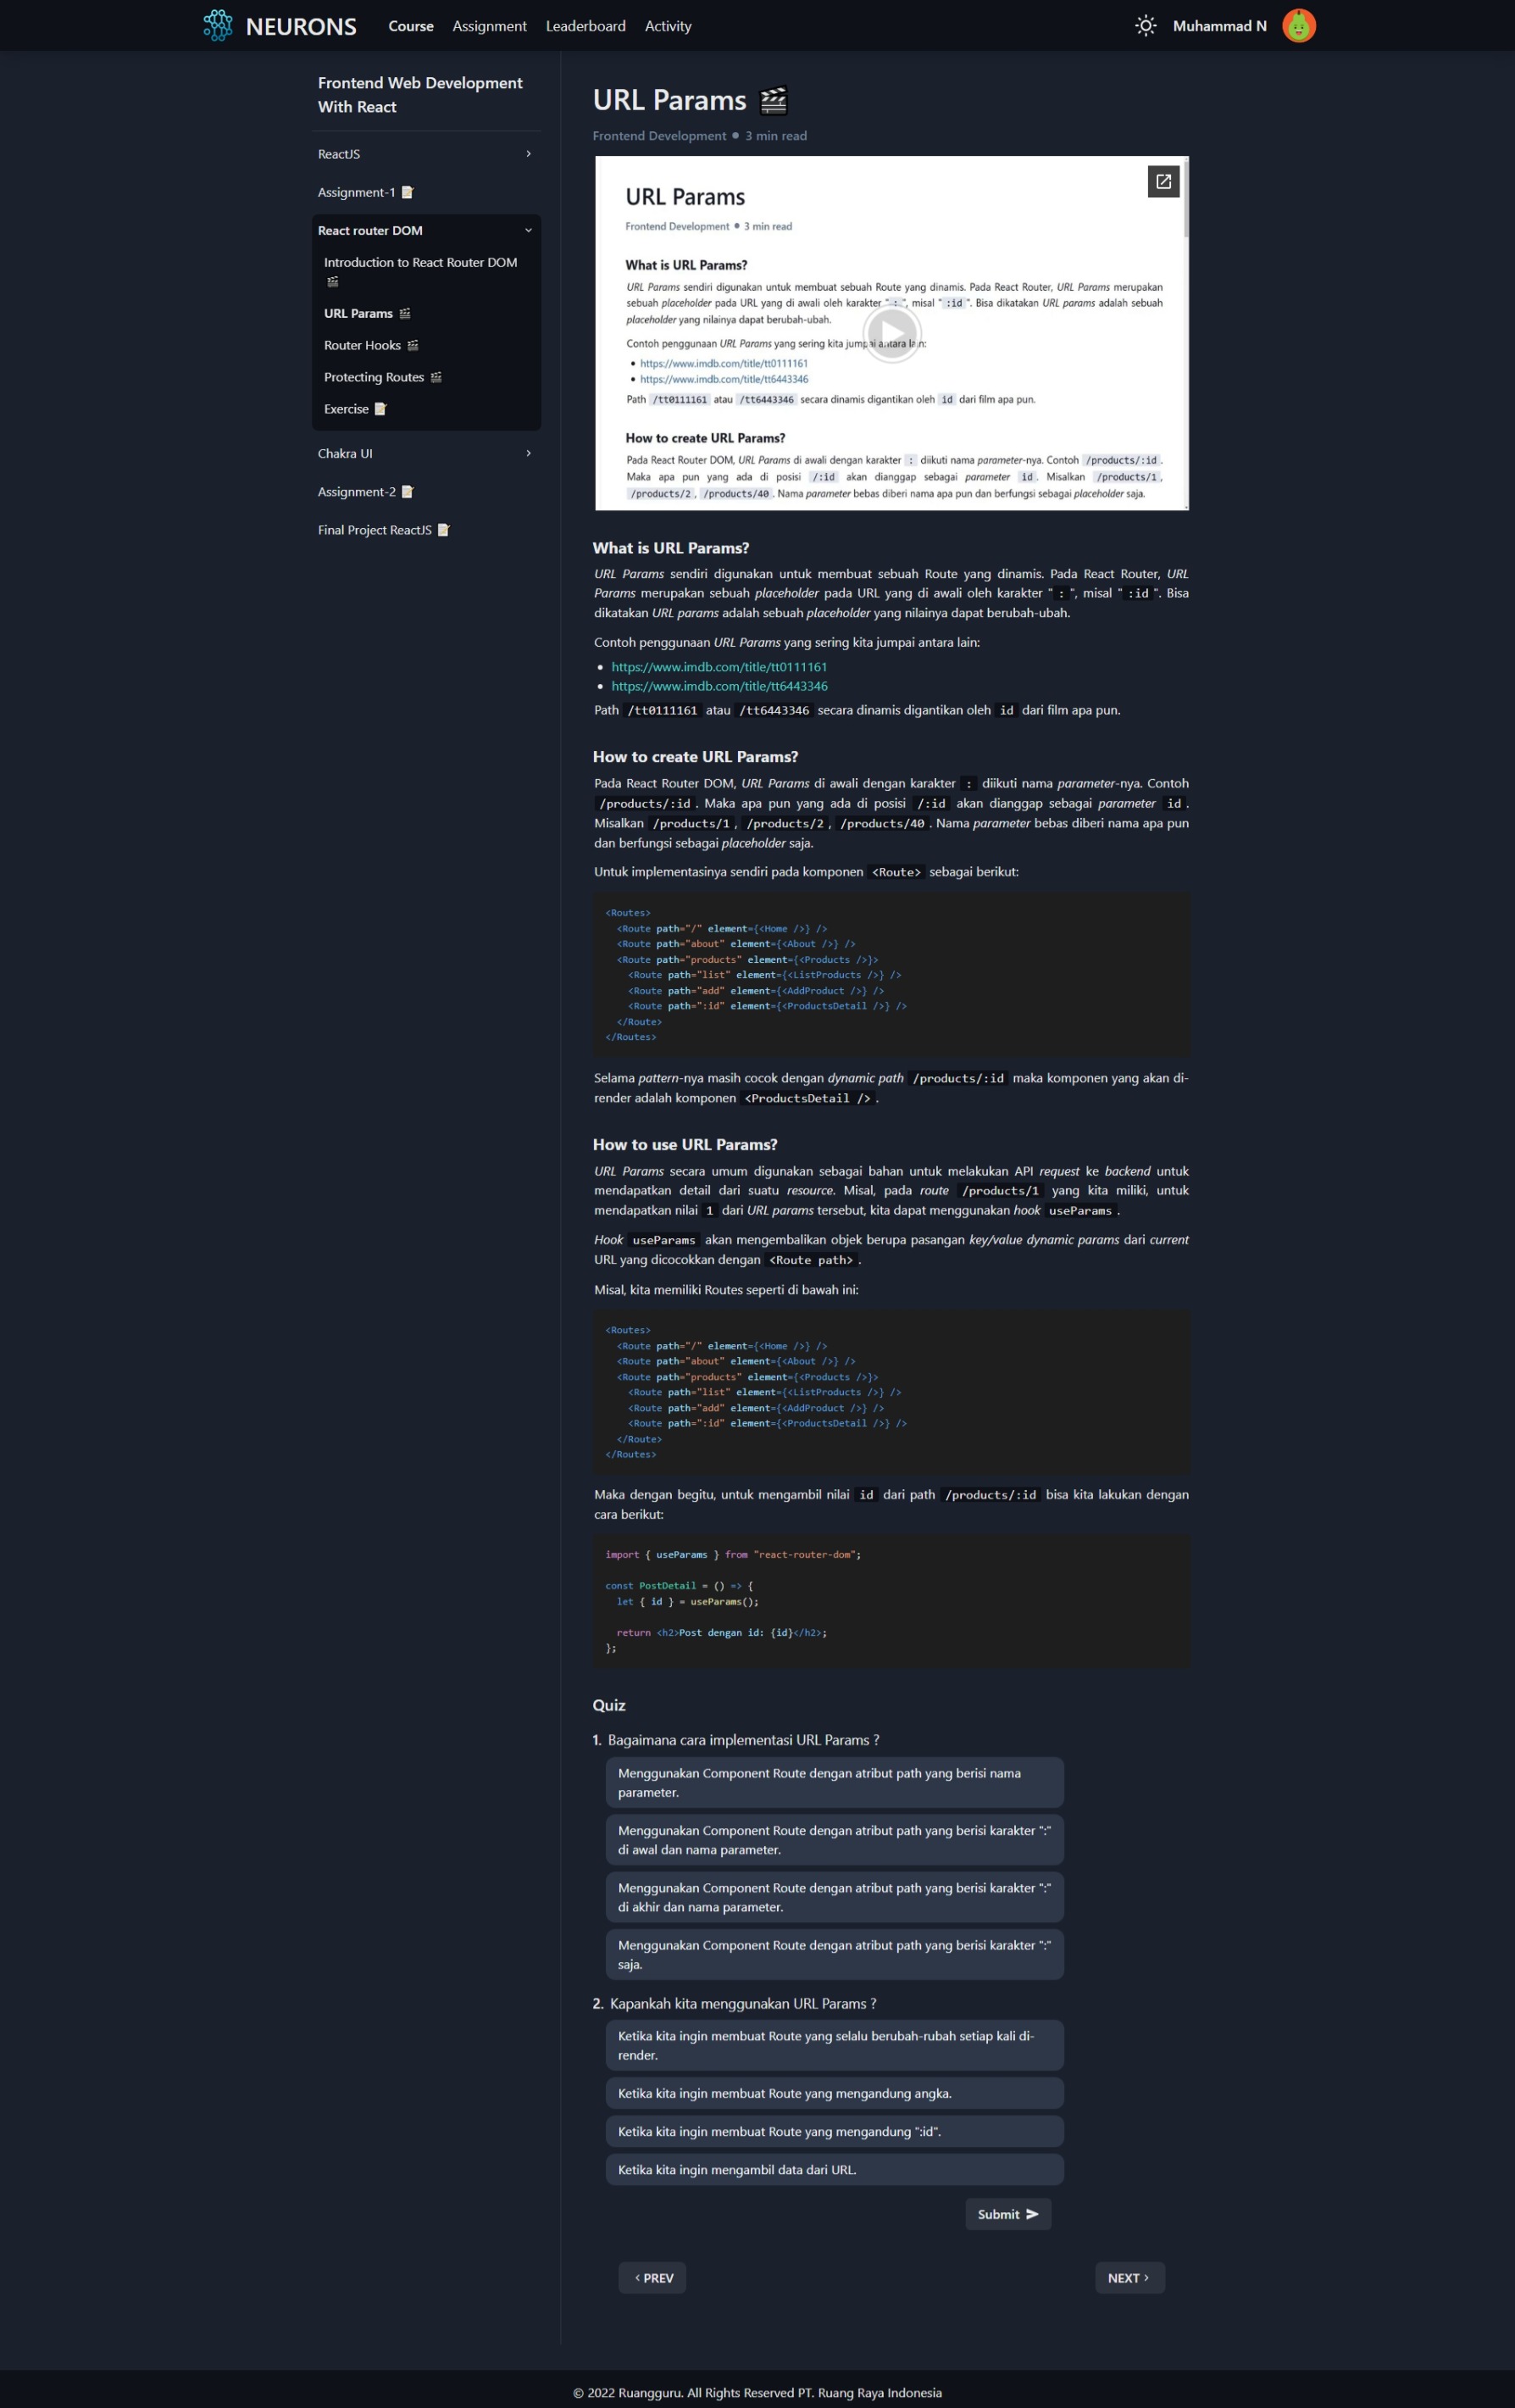 NEURONS
Course
Assignment
Leaderboard
Activity
Muhammad N
Frontend Web Development
With React
ReactJS
Assignment-1
React router DOM
Introduction to React Router DOM
URL Params
Router Hooks
Protecting Routes
Exercise
Chakra UI
Assignment-2
Final Project ReactJS
URL Params
Frontend Development • 3 min read
URL Params
Frontend Development • 3 min read
What is URL Params?
URL Params sendiri digunakan untuk membuat sebuah Route yang dinamis. Pada React Router, URL Params merupakan
sebuah placeholder pada URL yang di awali oleh karakter " : ", misal " :id ". Bisa dikatakan URL params adalah sebuah
placeholder yang nilainya dapat berubah-ubah.
Contoh penggunaan URL Params yang sering kita jumpai antara lain:
• https://www.imdb.com/title/tt0111161
• https://www.imdb.com/title/tt6443346
Path /tt0111161 atau /tt6443346 secara dinamis digantikan oleh id dari film apa pun.
How to create URL Params?
Pada React Router DOM, URL Params di awali dengan karakter : diikuti nama parameter-nya. Contoh /products/:id .
Maka apa pun yang ada di posisi /:id akan dianggap sebagai parameter id . Misalkan /products/1 ,
/products/2 , /products/40 . Nama parameter bebas diberi nama apa pun dan berfungsi sebagai placeholder saja.
What is URL Params?
URL Params sendiri digunakan untuk membuat sebuah Route yang dinamis. Pada React Router, URL
Params merupakan sebuah placeholder pada URL yang di awali oleh karakter " : ", misal " :id ". Bisa
dikatakan URL params adalah sebuah placeholder yang nilainya dapat berubah-ubah.
Contoh penggunaan URL Params yang sering kita jumpai antara lain:
• https://www.imdb.com/title/tt0111161
• https://www.imdb.com/title/tt6443346
Path /tt0111161 atau /tt6443346 secara dinamis digantikan oleh id dari film apa pun.
How to create URL Params?
Pada React Router DOM, URL Params di awali dengan karakter : diikuti nama parameter-nya. Contoh
/products/:id . Maka apa pun yang ada di posisi /:id akan dianggap sebagai parameter id .
Misalkan /products/1 , /products/2 , /products/40 . Nama parameter bebas diberi nama apa pun
dan berfungsi sebagai placeholder saja.
Untuk implementasinya sendiri pada komponen <Route> sebagai berikut:
<Routes>
<Route path="/" element={<Home />} />
<Route path="about" element={<About />} />
<Route path="products" element={<Products />}>
<Route path="list" element={<ListProducts />} />
<Route path="add" element={<AddProduct />} />
<Route path=":id" element={<ProductsDetail />} />
</Route>
</Routes>
Selama pattern-nya masih cocok dengan dynamic path /products/:id maka komponen yang akan di-
render adalah komponen <ProductsDetail /> .
How to use URL Params?
URL Params secara umum digunakan sebagai bahan untuk melakukan API request ke backend untuk
mendapatkan detail dari suatu resource. Misal, pada route /products/1 yang kita miliki, untuk
mendapatkan nilai 1 dari URL params tersebut, kita dapat menggunakan hook useParams .
Hook useParams akan mengembalikan objek berupa pasangan key/value dynamic params dari current
URL yang dicocokkan dengan <Route path> .
Misal, kita memiliki Routes seperti di bawah ini:
<Routes>
<Route path="/" element={<Home />} />
<Route path="about" element={<About />} />
<Route path="products" element={<Products />}>
<Route path="list" element={<ListProducts />} />
<Route path="add" element={<AddProduct />} />
<Route path=":id" element={<ProductsDetail />} />
</Route>
</Routes>
Maka dengan begitu, untuk mengambil nilai id dari path /products/:id bisa kita lakukan dengan
cara berikut:
import { useParams } from "react-router-dom";
const PostDetail = () => {
let { id } = useParams();
return <h2>Post dengan id: {id}</h2>;
};
Quiz
1. Bagaimana cara implementasi URL Params ?
Menggunakan Component Route dengan atribut path yang berisi nama
parameter.
Menggunakan Component Route dengan atribut path yang berisi karakter ":"
di awal dan nama parameter.
Menggunakan Component Route dengan atribut path yang berisi karakter ":"
di akhir dan nama parameter.
Menggunakan Component Route dengan atribut path yang berisi karakter ":"
saja.
2. Kapankah kita menggunakan URL Params ?
Ketika kita ingin membuat Route yang selalu berubah-rubah setiap kali di-
render.
Ketika kita ingin membuat Route yang mengandung angka.
Ketika kita ingin membuat Route yang mengandung ":id".
Ketika kita ingin mengambil data dari URL.
Submit
‹ PREV
NEXT ›
© 2022 Ruangguru. All Rights Reserved PT. Ruang Raya Indonesia